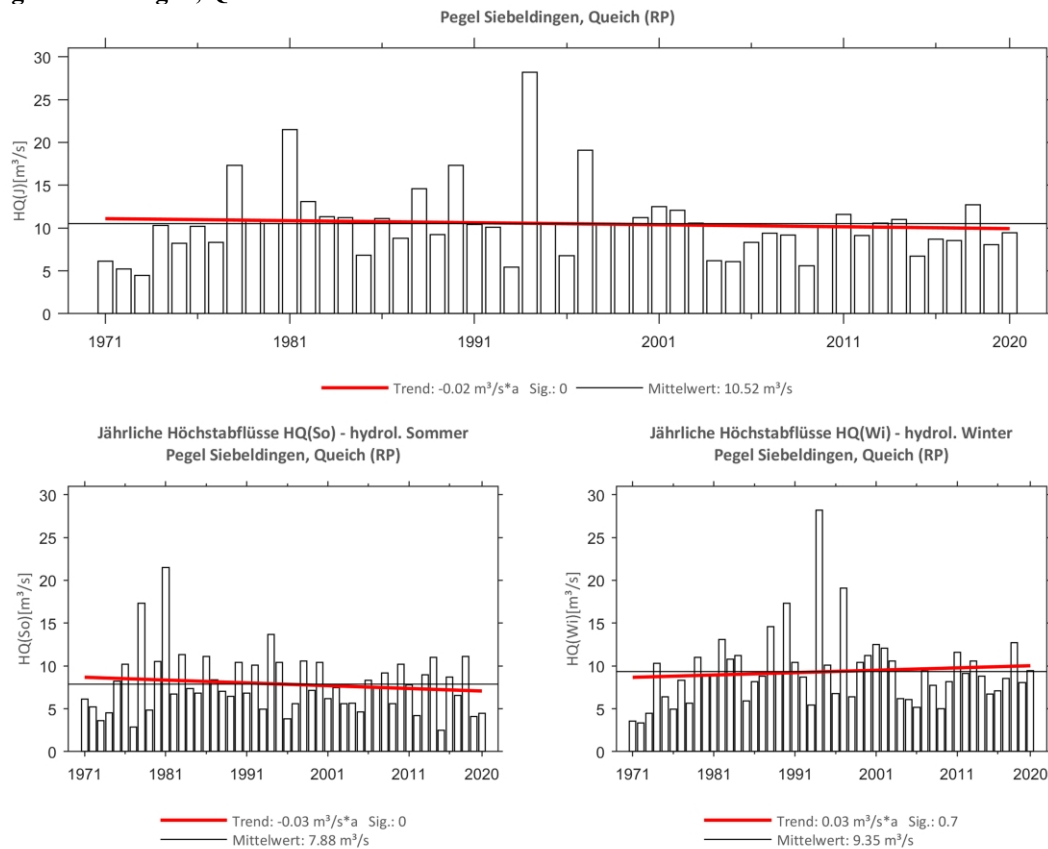 Pegel Siebeldingen, Queich (RP)
HQ(J)[m³/s]
30
25
20
15
10
5
0
1971 1981 1991 2001 2011 2020
Trend: -0.02 m³/s*a Sig.: 0 Mittelwert: 10.52 m³/s
Jährliche Höchstabflüsse HQ(So) - hydrol. Sommer
Pegel Siebeldingen, Queich (RP)
HQ(So)[m³/s]
30
25
20
15
10
5
0
1971 1981 1991 2001 2011 2020
Trend: -0.03 m³/s*a Sig.: 0
Mittelwert: 7.88 m³/s
Jährliche Höchstabflüsse HQ(Wi) - hydrol. Winter
Pegel Siebeldingen, Queich (RP)
HQ(Wi)[m³/s]
30
25
20
15
10
5
0
1971 1981 1991 2001 2011 2020
Trend: 0.03 m³/s*a Sig.: 0.7
Mittelwert: 9.35 m³/s